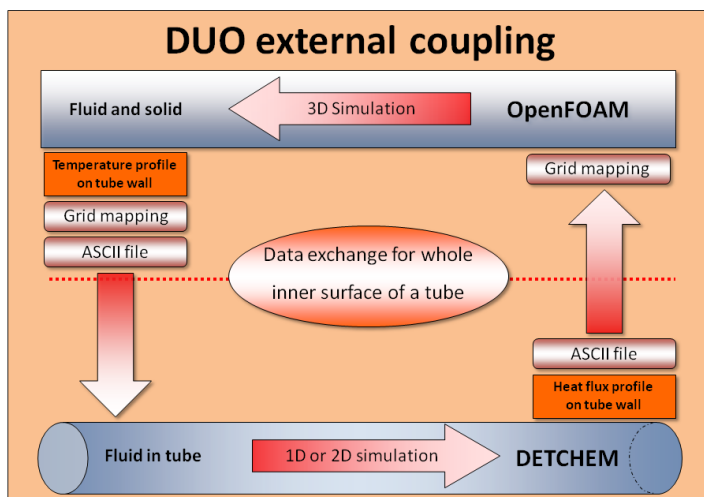 DUO external coupling
Fluid and solid
3D Simulation
OpenFOAM
Temperature profile
on tube wall
Grid mapping
ASCII file
Grid mapping
Data exchange for whole
inner surface of a tube
ASCII file
Heat flux profile
on tube wall
Fluid in tube
1D or 2D simulation
DETCHEM